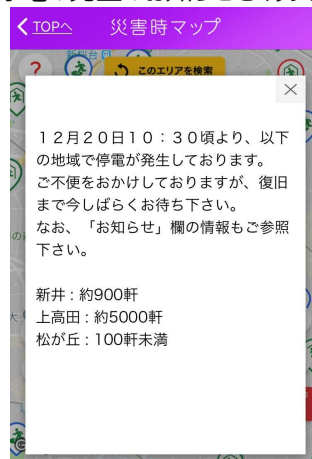 TOPへ 災害時マップ
このエリアを検索
?
×
12月20日10：30頃より、以下
の地域で停電が発生しております。
ご不便をおかけしておりますが、復旧
まで今しばらくお待ち下さい。
なお、「お知らせ」欄の情報もご参照
下さい。
新井：約900軒
上高田：約5000軒
松が丘：100軒未満